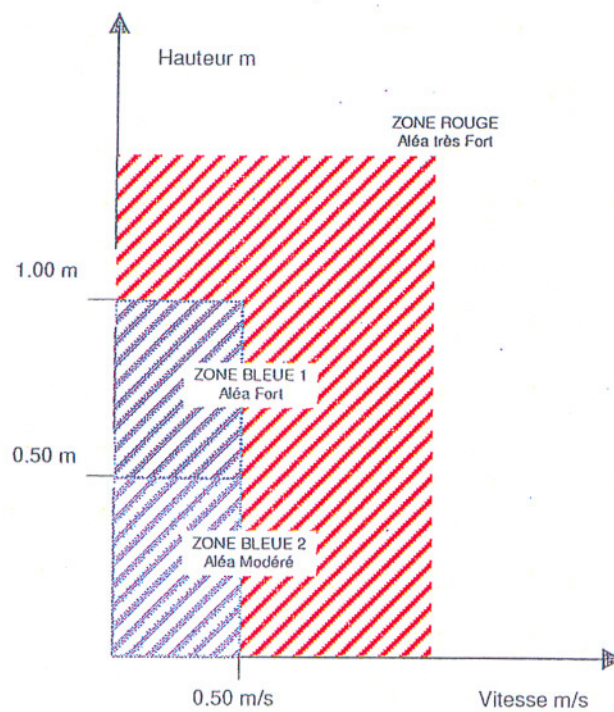 Hauteur m
ZONE ROUGE
Aléa très Fort
1.00 m
ZONE BLEUE 1
Aléa Fort
0.50 m
ZONE BLEUE 2
Aléa Modéré
0.50 m/s
Vitesse m/s